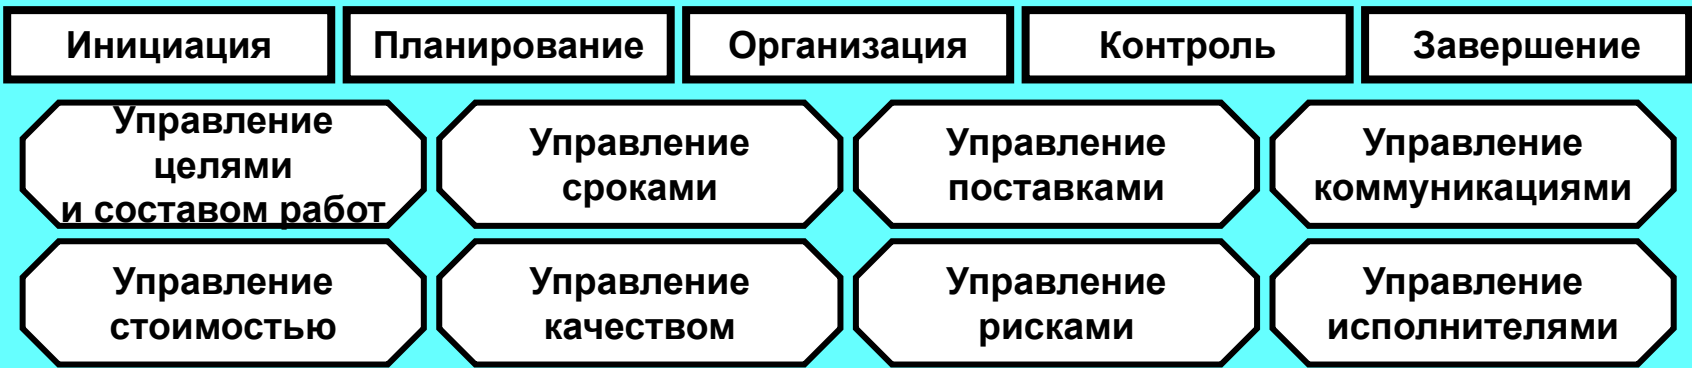 Инициация
Планирование
Организация
Контроль
Завершение
Управление
целями
и составом работ
Управление
сроками
Управление
поставками
Управление
коммуникациями
Управление
стоимостью
Управление
качеством
Управление
рисками
Управление
исполнителями